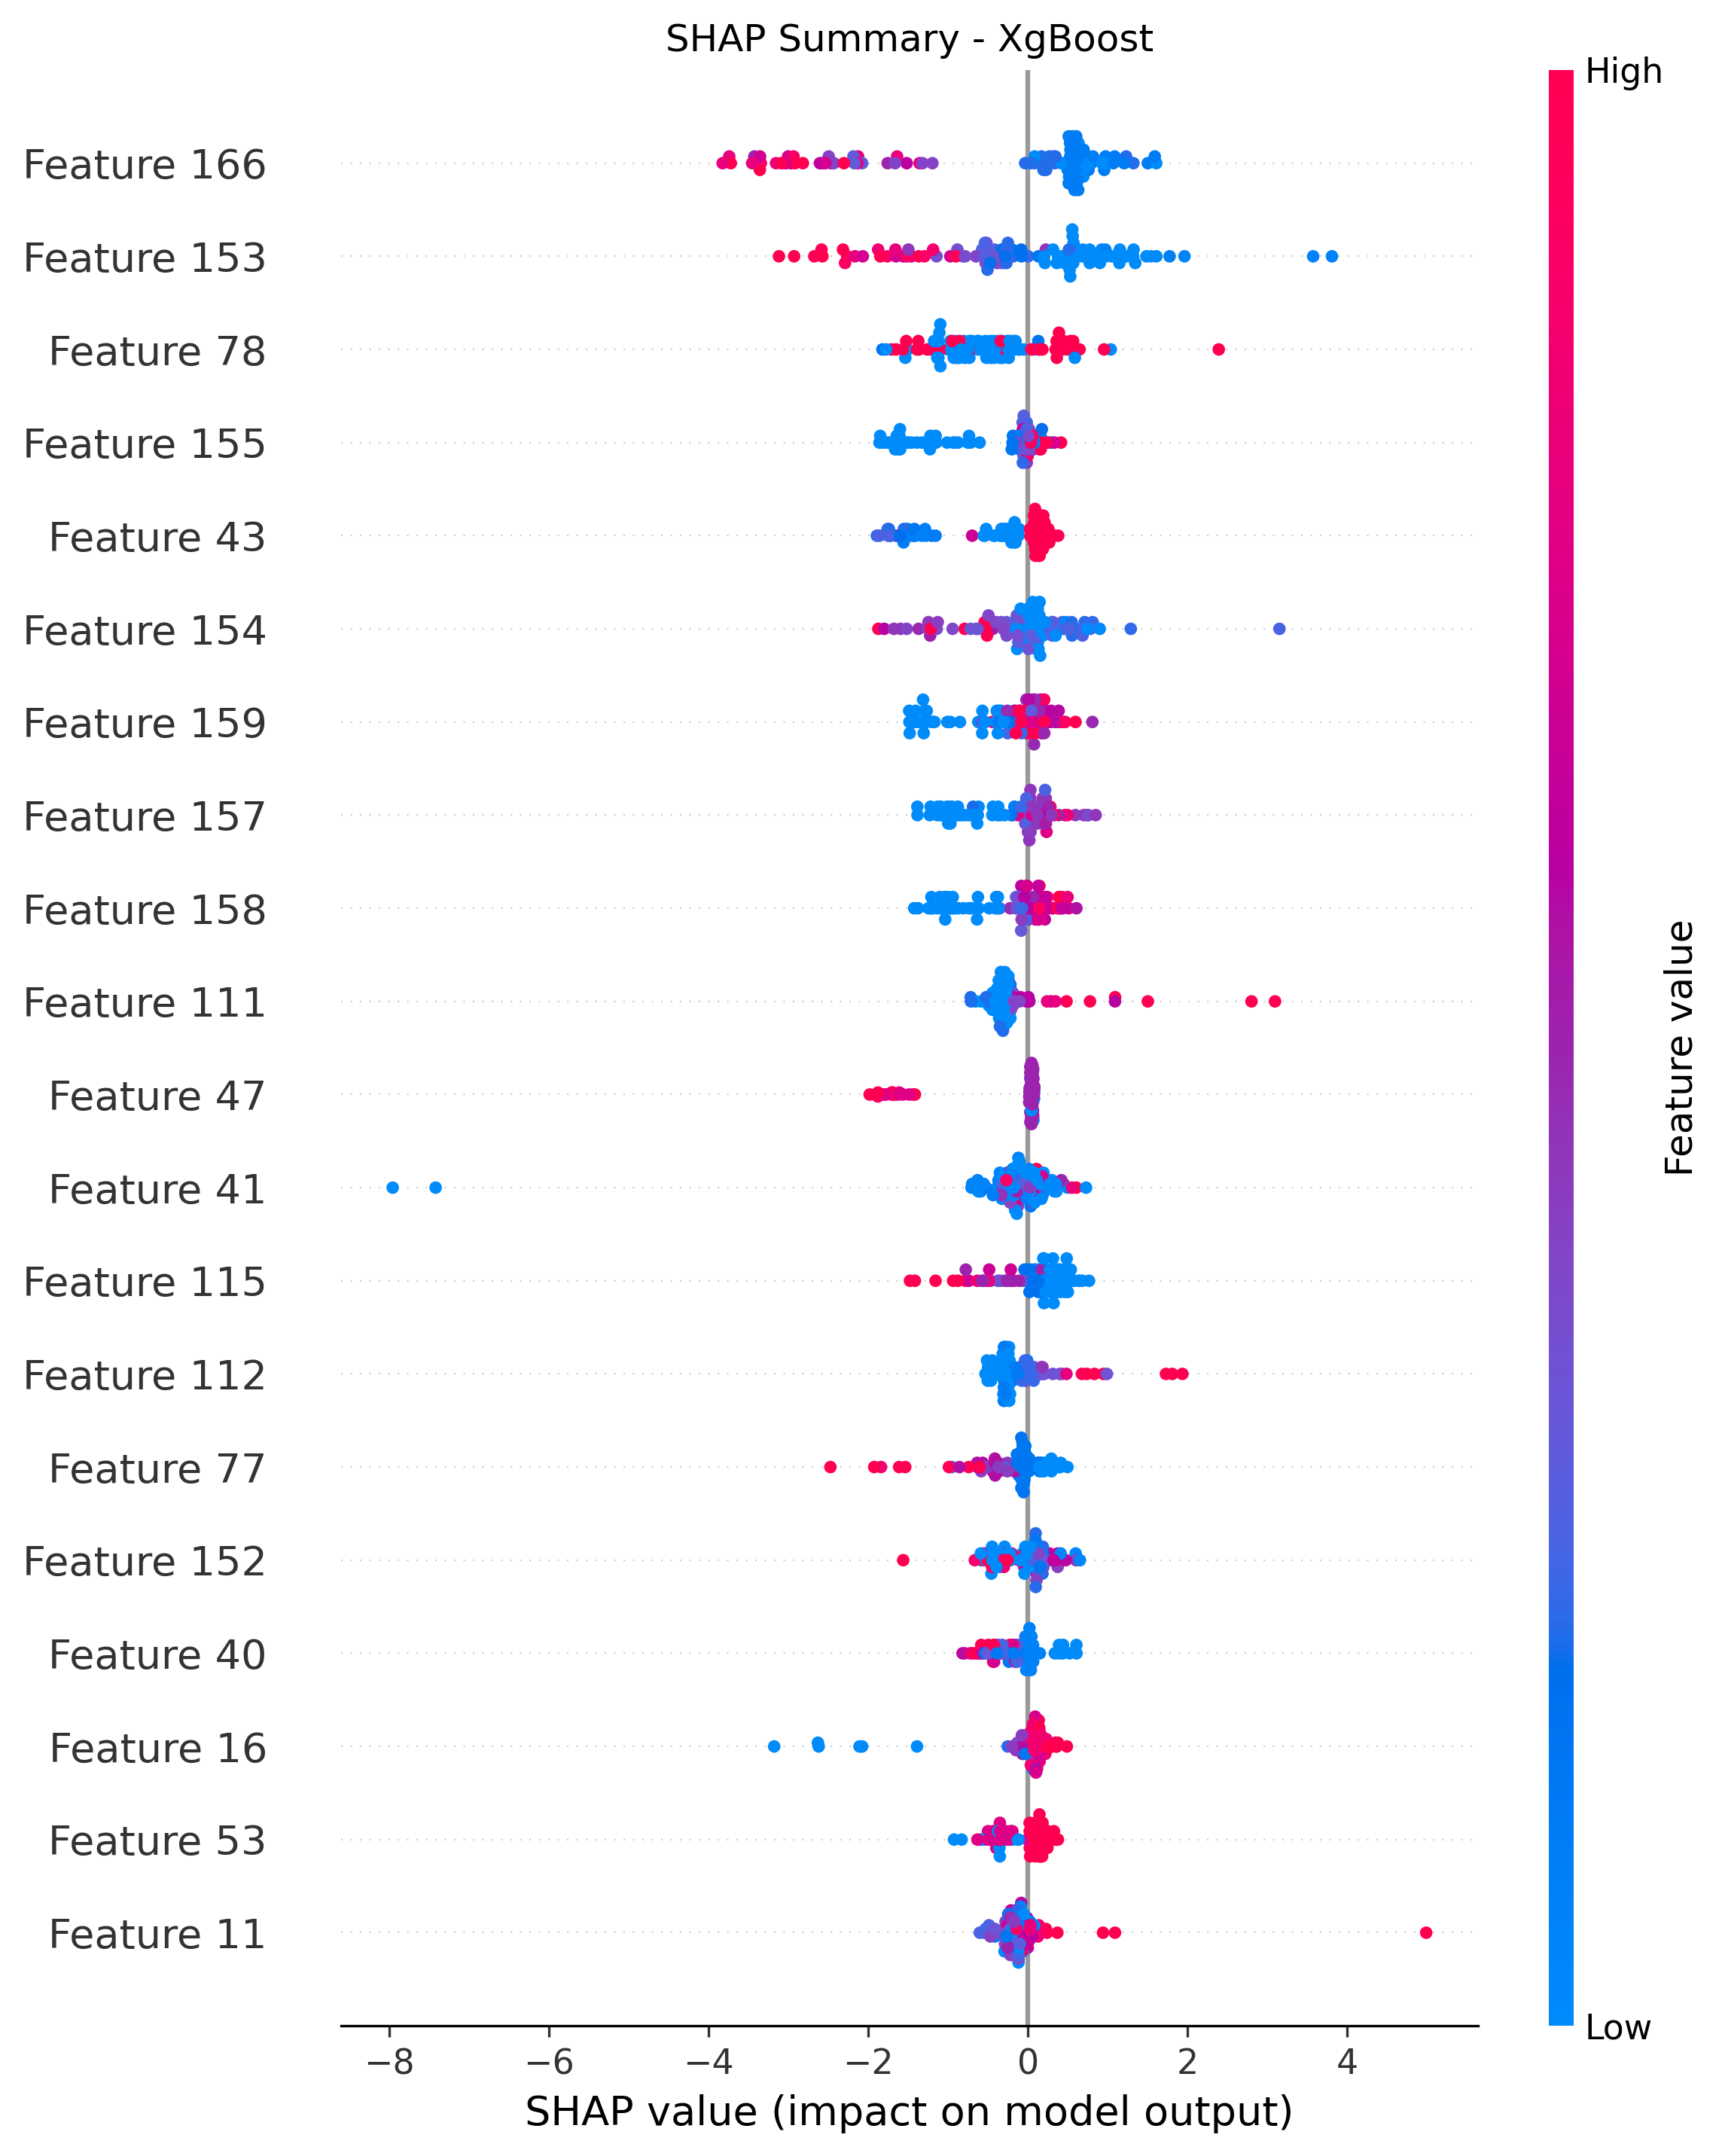 SHAP Summary - XgBoost
High
Feature 166
Feature 153
Feature 78
Feature 155
Feature 43
Feature 154
Feature 159
Feature 157
Feature 158
Feature 111
Feature 47
Feature 41
Feature 115
Feature 112
Feature 77
Feature 152
Feature 40
Feature 16
Feature 53
Feature 11
Feature value
Low
−8 −6 −4 −2 0 2 4
SHAP value (impact on model output)